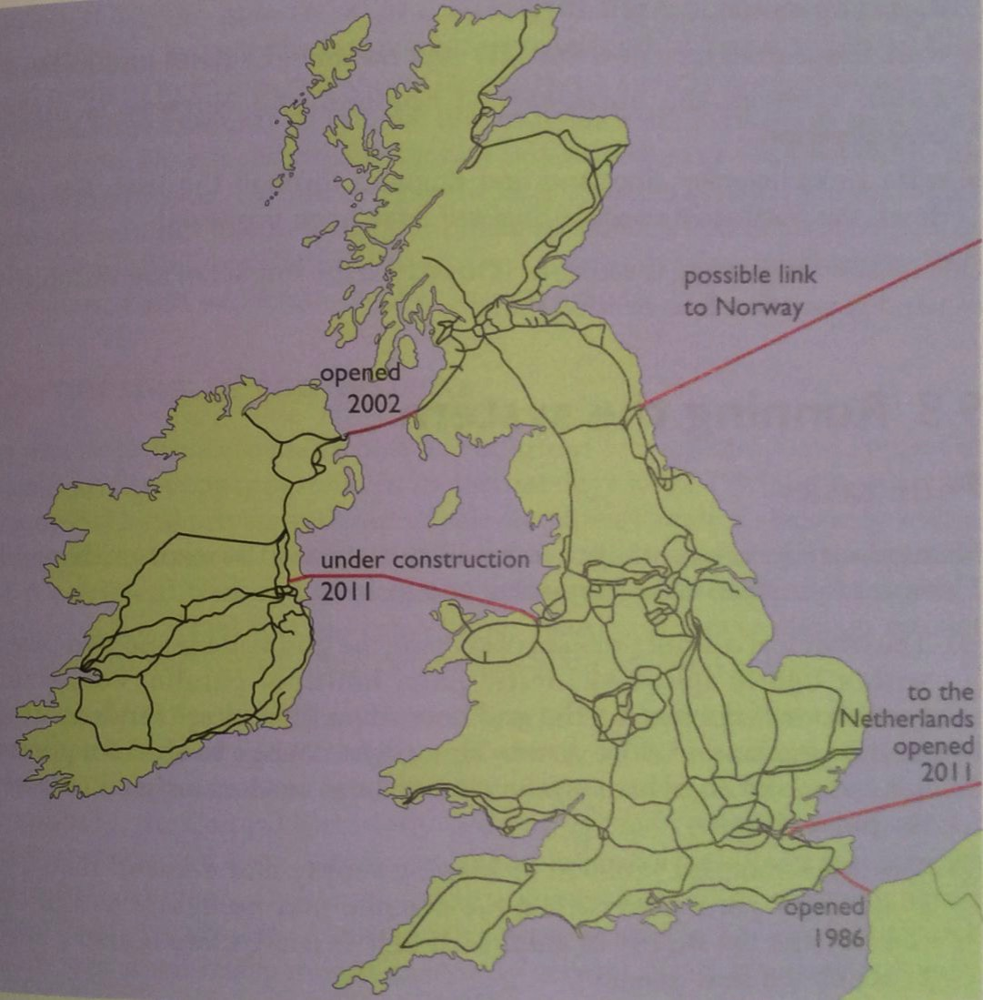 possible link
to Norway
opened
2002
under construction
2011
to the
Netherlands
opened
2011
opened
1986